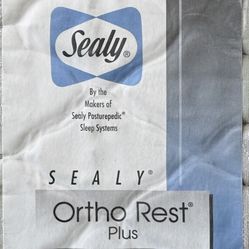 Sealy®
By the
Makers of
Sealy Posturepedic®
Sleep Systems
SEALY®
Ortho Rest®
Plus